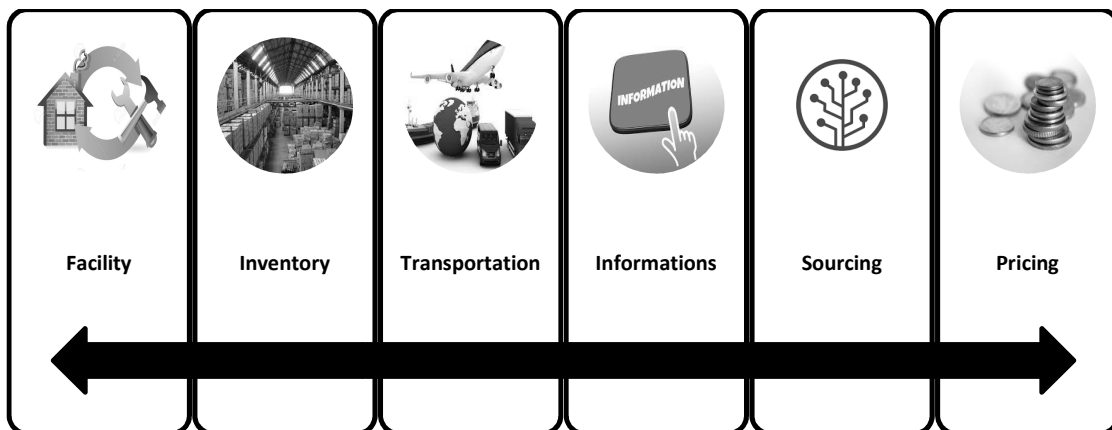 INFORMATION
Facility
Inventory
Transportation
Informations
Sourcing
Pricing